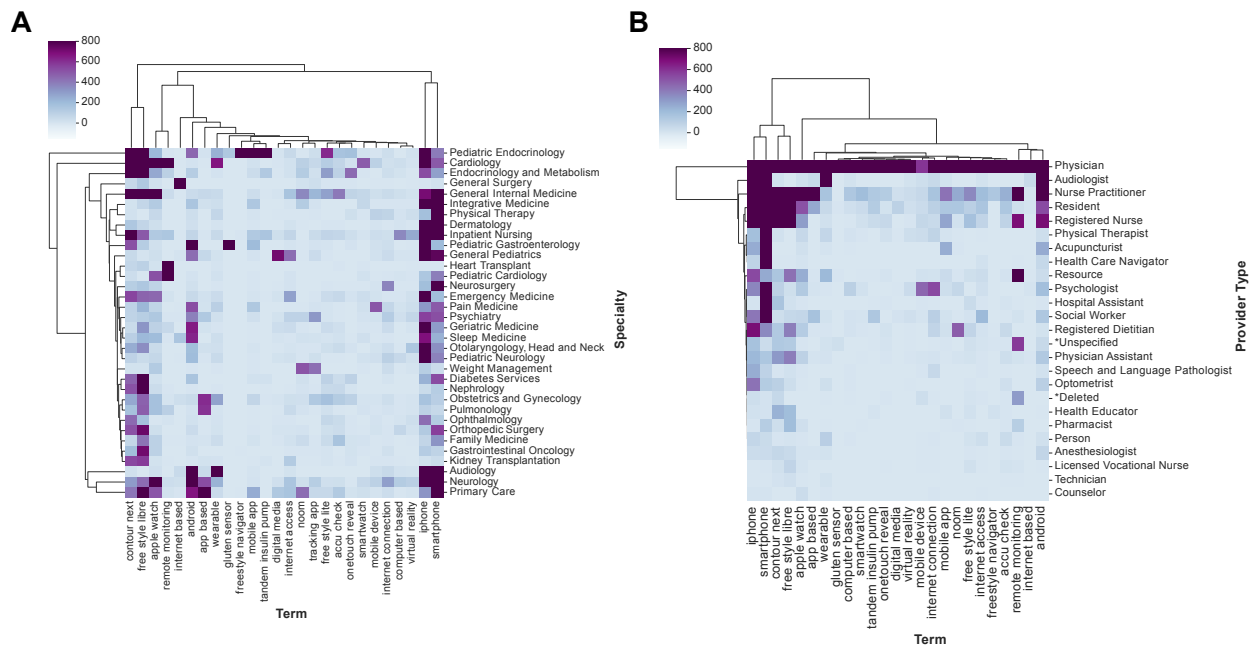 A
800
600
400
200
0
Pediatric Endocrinology
Cardiology
Endocrinology and Metabolism
General Surgery
General Internal Medicine
Integrative Medicine
Physical Therapy
Dermatology
Inpatient Nursing
Pediatric Gastroenterology
General Pediatrics
Heart Transplant
Pediatric Cardiology
Neurosurgery
Emergency Medicine
Pain Medicine
Psychiatry
Geriatric Medicine
Sleep Medicine
Otolaryngology, Head and Neck
Pediatric Neurology
Weight Management
Diabetes Services
Nephrology
Obstetrics and Gynecology
Pulmonology
Ophthalmology
Orthopedic Surgery
Family Medicine
Gastrointestinal Oncology
Kidney Transplantation
Audiology
Neurology
Primary Care
Specialty
contour next
free style libre
apple watch
remote monitoring
internet based
android
app based
wearable
gluten sensor
freestyle navigator
mobile app
tandem insulin pump
digital media
internet access
noom
tracking app
free style lite
accu check
onetouch reveal
smartwatch
mobile device
internet connection
computer based
virtual reality
iphone
smartphone
Term
B
800
600
400
200
0
Physician
Audiologist
Nurse Practitioner
Resident
Registered Nurse
Physical Therapist
Acupuncturist
Health Care Navigator
Resource
Psychologist
Hospital Assistant
Social Worker
Registered Dietitian
*Unspecified
Physician Assistant
Speech and Language Pathologist
Optometrist
*Deleted
Health Educator
Pharmacist
Person
Anesthesiologist
Licensed Vocational Nurse
Technician
Counselor
Provider Type
iphone
smartphone
contour next
free style libre
apple watch
app based
wearable
gluten sensor
computer based
smartwatch
tandem insulin pump
onetouch reveal
digital media
virtual reality
mobile device
internet connection
mobile app
noom
free style lite
internet access
freestyle navigator
accu check
remote monitoring
internet based
android
Term